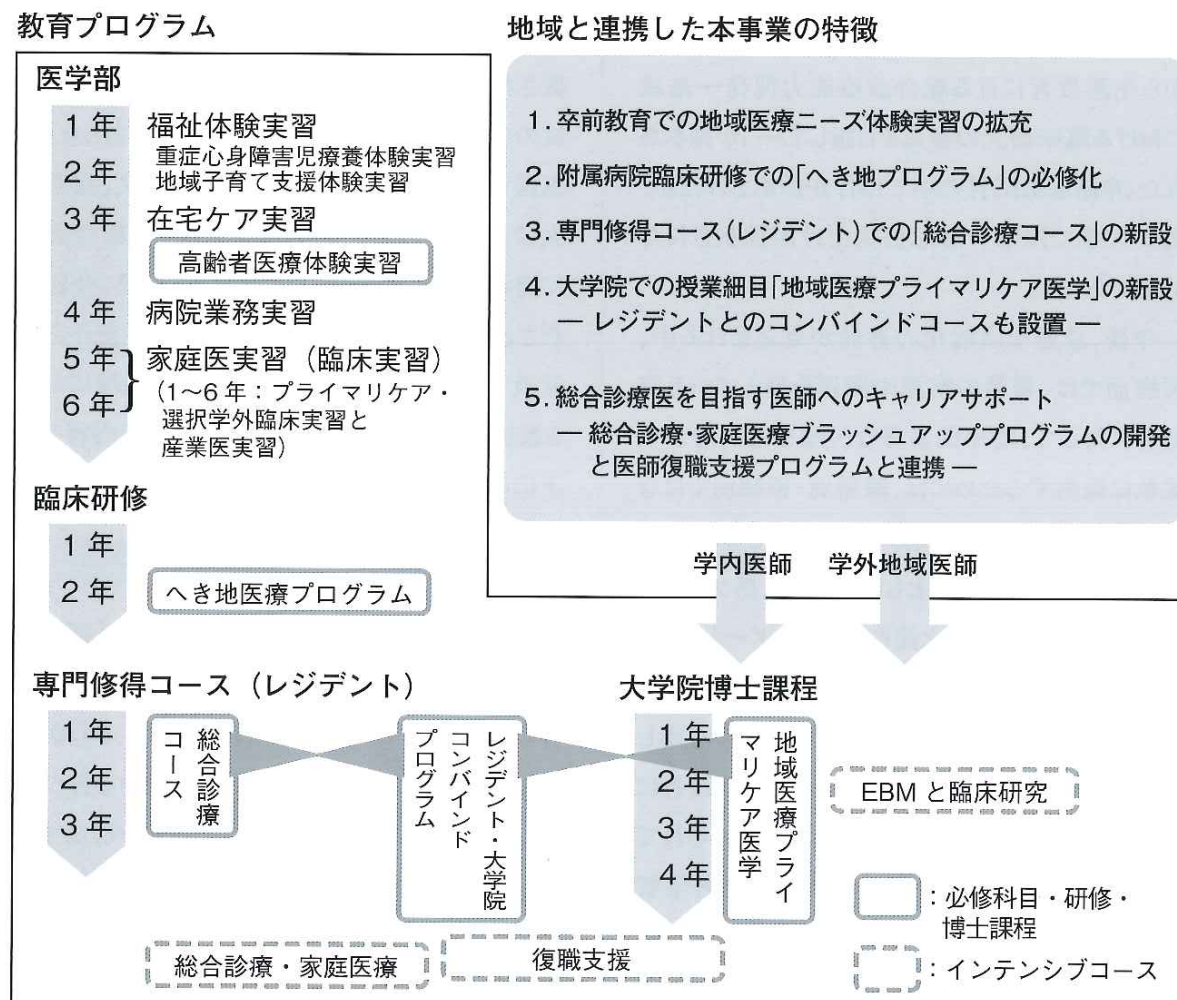 教育プログラム
医学部
1年 福祉体験実習
重症心身障害児療養体験実習
2年 地域子育て支援体験実習
3年 在宅ケア実習
高齢者医療体験実習
4年 病院業務実習
5年 家庭医実習（臨床実習）
6年 （1〜6年：プライマリケア・
選択学外臨床実習と
産業医実習）
臨床研修
1年
2年 へき地医療プログラム
地域と連携した本事業の特徴
1. 卒前教育での地域医療ニーズ体験実習の拡充
2. 附属病院臨床研修での「へき地プログラム」の必修化
3. 専門修得コース(レジデント)での「総合診療コース」の新設
4. 大学院での授業細目「地域医療プライマリケア医学」の新設
― レジデントとのコンバインドコースも設置 ―
5. 総合診療医を目指す医師へのキャリアサポート
― 総合診療・家庭医療ブラッシュアッププログラムの開発
と医師復職支援プログラムと連携 ―
学内医師 学外地域医師
専門修得コース（レジデント）
1年
2年
3年
総合診療
コース
レジデント・大学院
コンバインド
プログラム
大学院博士課程
1年
2年
3年
4年
地域医療プライ
マリケア医学
EBMと臨床研究
総合診療・家庭医療
復職支援
：必修科目・研修・
博士課程
：インテンシブコース